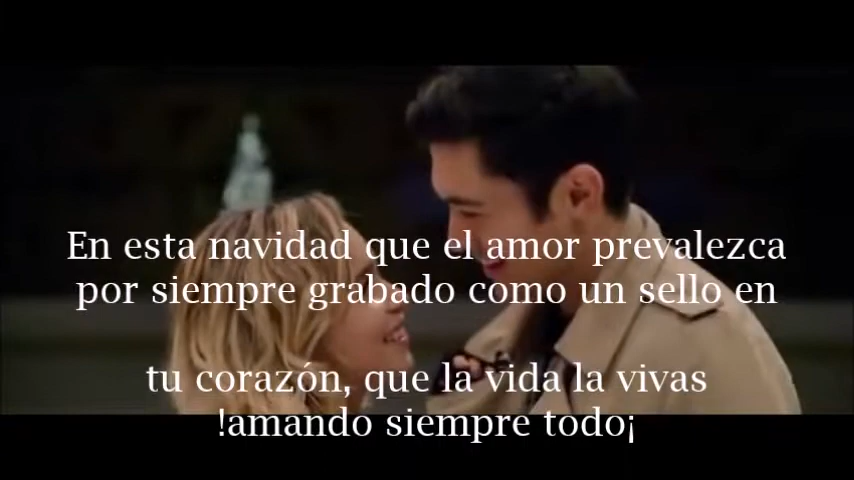 En esta navidad que el amor prevalezca
por siempre grabado como un sello en
tu corazón, que la vida la vivas
!amando siempre todo¡